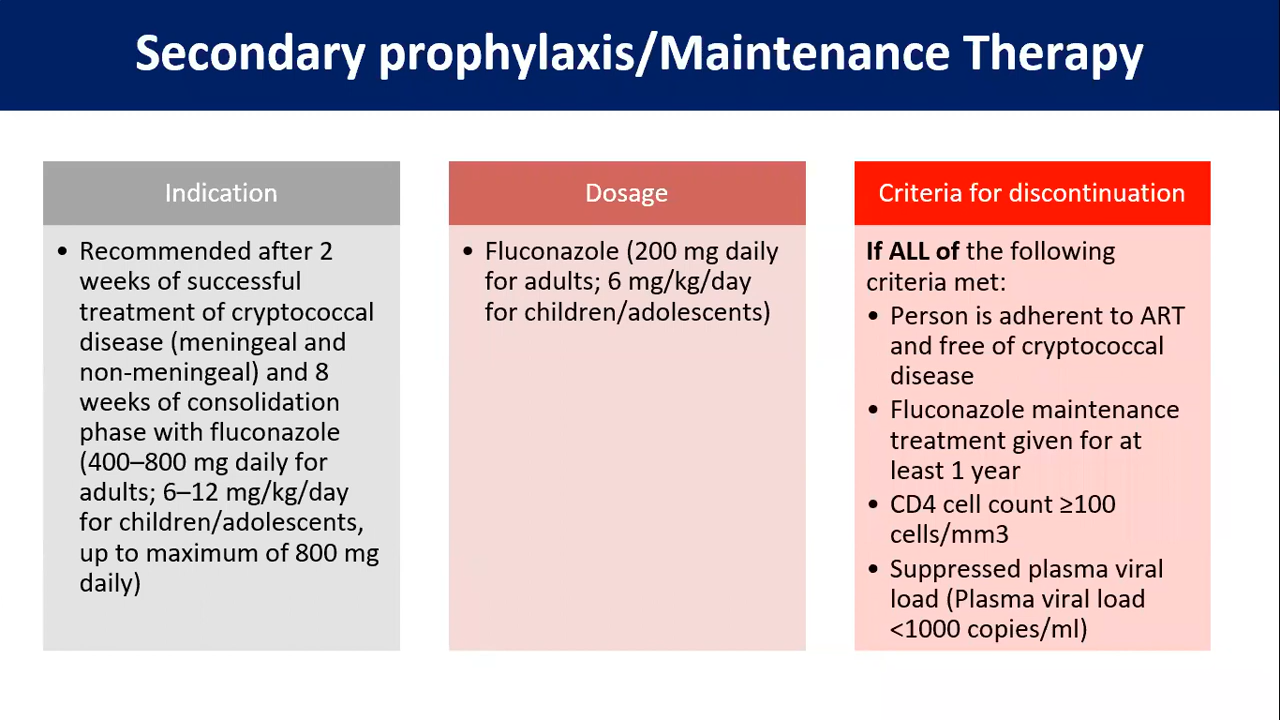 Secondary prophylaxis/Maintenance Therapy
Indication
• Recommended after 2
weeks of successful
treatment of cryptococcal
disease (meningeal and
non-meningeal) and 8
weeks of consolidation
phase with fluconazole
(400–800 mg daily for
adults; 6–12 mg/kg/day
for children/adolescents,
up to maximum of 800 mg
daily)
Dosage
• Fluconazole (200 mg daily
for adults; 6 mg/kg/day
for children/adolescents)
Criteria for discontinuation
If ALL of the following
criteria met:
• Person is adherent to ART
and free of cryptococcal
disease
• Fluconazole maintenance
treatment given for at
least 1 year
• CD4 cell count ≥100
cells/mm3
• Suppressed plasma viral
load (Plasma viral load
<1000 copies/ml)